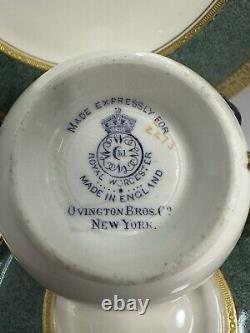 MADE EXPRESSLY FOR
ROYAL WORCESTER
MADE IN ENGLAND
OVINGTON BROS. Co
NEW YORK.